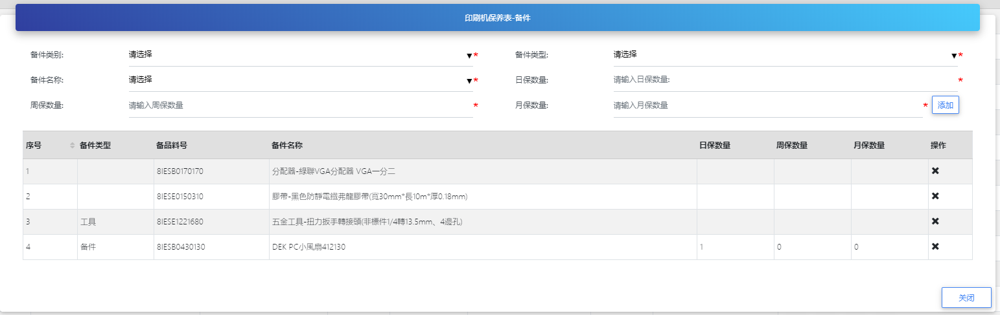 印刷机保养表-备件
备件类别: 请选择 ▼* 备件类型: 请选择 ▼*
备件名称: 请选择 ▼* 日保数量: 请输入日保数量: *
周保数量: 请输入周保数量 * 月保数量: 请输入月保数量 * 添加
序号 备件类型 备品料号 备件名称 日保数量 周保数量 月保数量 操作
1 8IESB0170170 分配器-绿聯VGA分配器 VGA一分二
2 8IESE0150310 膠帶-黑色防靜電鐵弗龍膠帶(寬30mm*長10m*厚0.18mm)
3 工具 8IESE1221680 五金工具-扭力扳手轉接頭(非標件1/4轉13.5mm、4邊孔)
4 备件 8IESB0430130 DEK PC小風扇412130 1 0 0
关闭